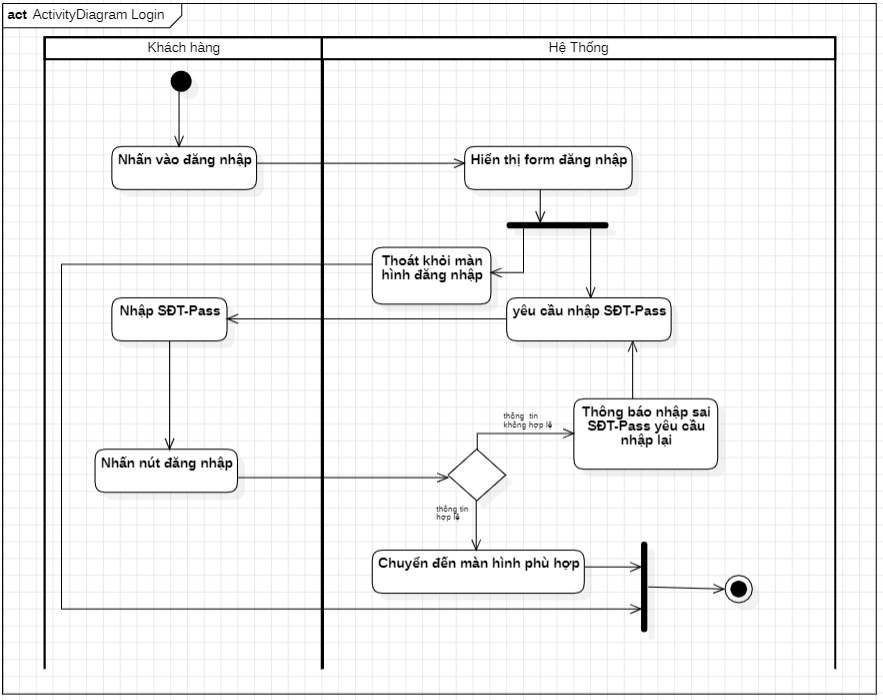 act ActivityDiagram Login
Khách hàng
Hệ Thống
Nhấn vào đăng nhập
Hiển thị form đăng nhập
Thoát khỏi màn
hình đăng nhập
Nhập SĐT-Pass
yêu cầu nhập SĐT-Pass
thông tin
không hợp lệ
Thông báo nhập sai
SĐT-Pass yêu cầu
nhập lại
Nhấn nút đăng nhập
thông tin
hợp lệ
Chuyển đến màn hình phù hợp